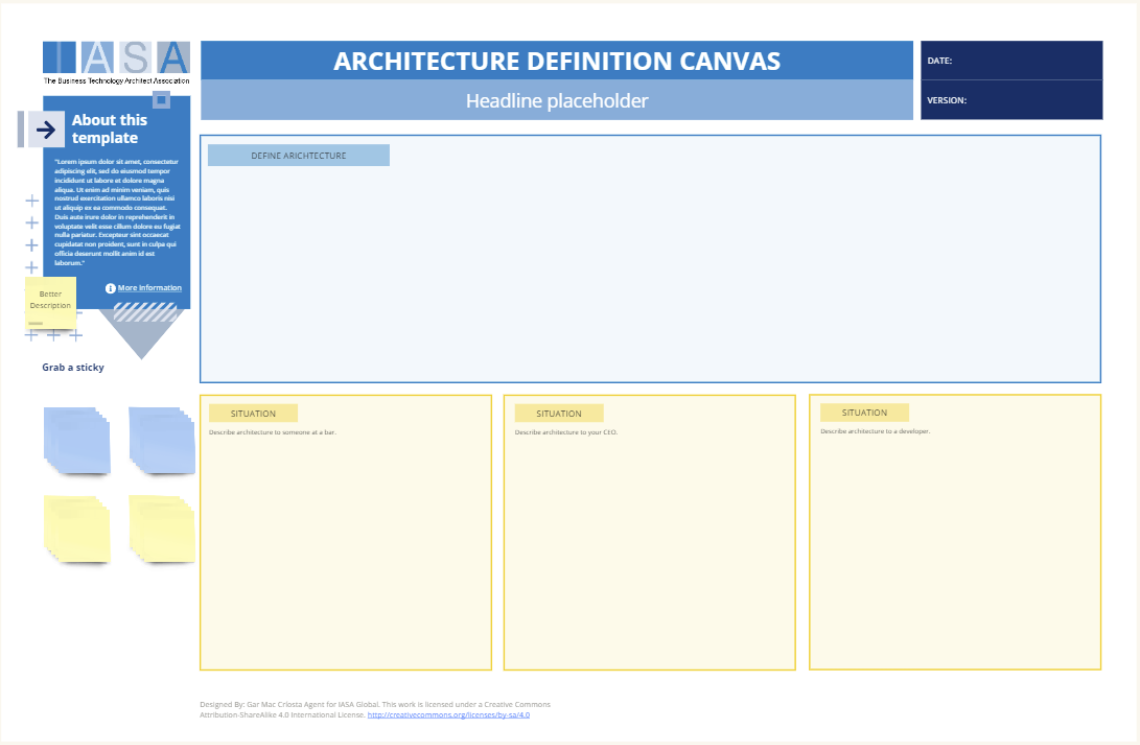 IASA
The Business Technology Architect Association
ARCHITECTURE DEFINITION CANVAS
Headline placeholder
DATE:
VERSION:
About this
template
"Lorem ipsum dolor sit amet, consectetur
adipiscing elit, sed do eiusmod tempor
incididunt ut labore et dolore magna
aliqua. Ut enim ad minim veniam, quis
nostrud exercitation ullamco laboris nisi
ut aliquip ex ea commodo consequat.
Duis aute irure dolor in reprehenderit in
voluptate velit esse cillum dolore eu fugiat
nulla pariatur. Excepteur sint occaecat
cupidatat non proident, sunt in culpa qui
officia deserunt mollit anim id est
laborum."
More Information
Better
Description
Grab a sticky
DEFINE ARICHTECTURE
SITUATION
Describe architecture to someone at a bar.
SITUATION
Describe architecture to your CEO.
SITUATION
Describe architecture to a developer.
Designed By: Gar Mac Críosta Agent for IASA Global. This work is licensed under a Creative Commons
Attribution-ShareAlike 4.0 International License. http://creativecommons.org/licenses/by-sa/4.0